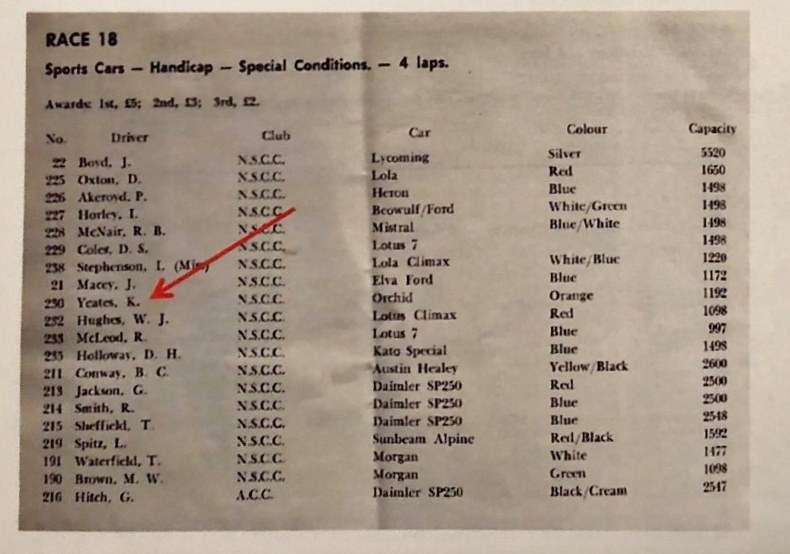 RACE 18
Sports Cars — Handicap — Special Conditions. — 4 laps.
Awards: 1st, £5; 2nd, £3; 3rd, £2.
No. Driver Club Car Colour Capacity
22 Boyd, J. N.S.C.C. Lycoming Silver 5520
225 Oxton, D. N.S.C.C. Lola Red 1650
226 Akeroyd, P. N.S.C.C. Heron Blue 1498
227 Horley, I. N.S.C.C. Beowulf/Ford White/Green 1498
228 McNair, R. B. N.S.C.C. Mistral Blue/White 1498
229 Coles, D. S. N.S.C.C. Lotus 7 1498
238 Stephenson, I. (Miss) N.S.C.C. Lola Climax White/Blue 1220
21 Macey, J. N.S.C.C. Elva Ford Blue 1172
230 Yeates, K. N.S.C.C. Orchid Orange 1192
232 Hughes, W. J. N.S.C.C. Lotus Climax Red 1098
233 McLeod, R. N.S.C.C. Lotus 7 Blue 997
235 Holloway, D. H. N.S.C.C. Kato Special Blue 1498
211 Conway, B. C. N.S.C.C. Austin Healey Yellow/Black 2600
213 Jackson, G. N.S.C.C. Daimler SP250 Red 2500
214 Smith, R. N.S.C.C. Daimler SP250 Blue 2500
215 Sheffield, T. N.S.C.C. Daimler SP250 Blue 2548
219 Spitz, L. N.S.C.C. Sunbeam Alpine Red/Black 1592
191 Waterfield, T. N.S.C.C. Morgan White 1477
190 Brown, M. W. N.S.C.C. Morgan Green 1098
216 Hitch, G. A.C.C. Daimler SP250 Black/Cream 2547